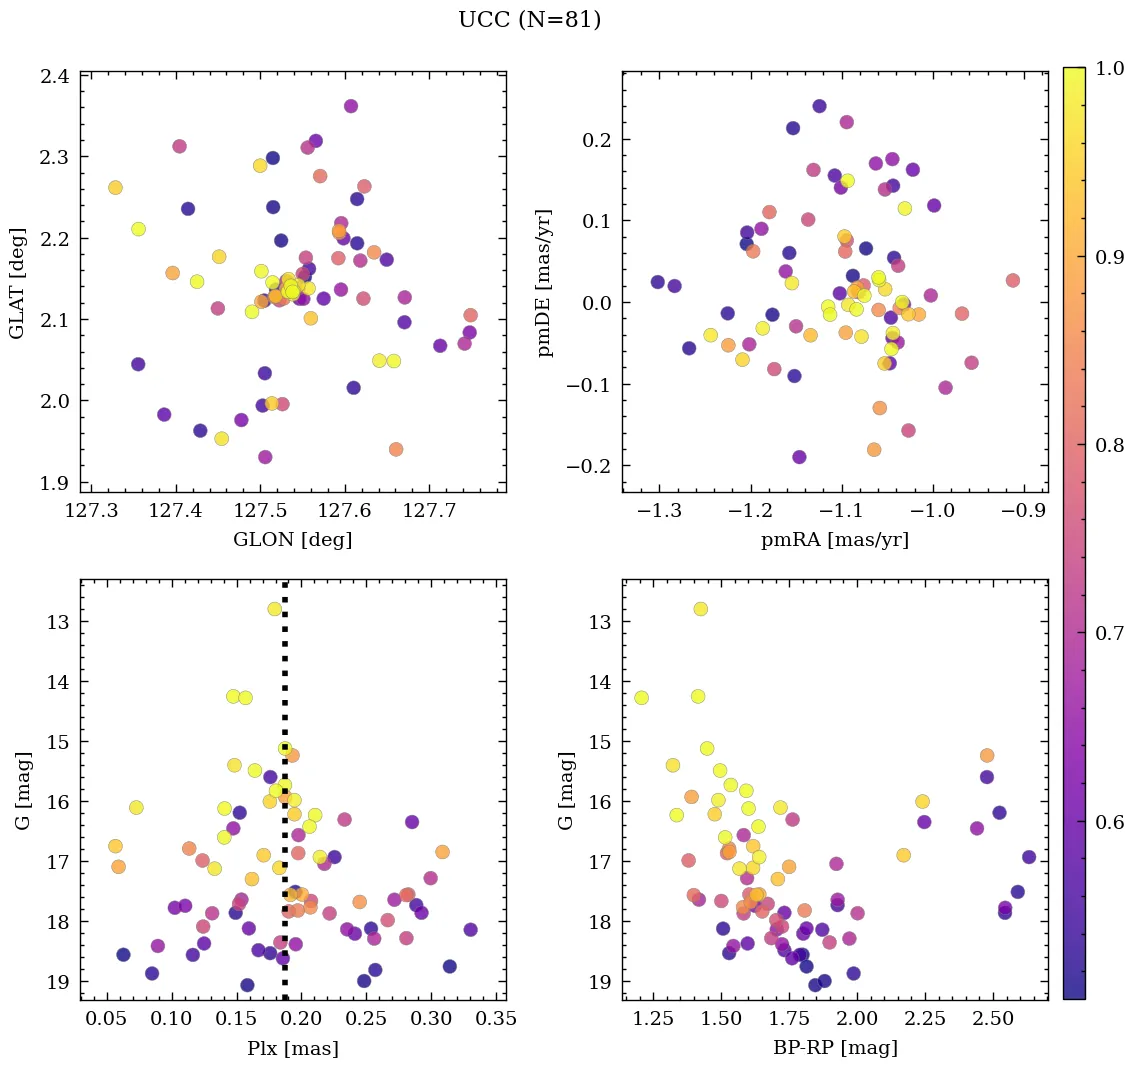 UCC (N=81)
2.4
2.3
2.2
2.1
2.0
1.9
GLAT [deg]
127.3 127.4 127.5 127.6 127.7
GLON [deg]
0.2
0.1
0.0
−0.1
−0.2
pmDE [mas/yr]
−1.3 −1.2 −1.1 −1.0 −0.9
pmRA [mas/yr]
1.0
0.9
0.8
0.7
0.6
13
14
15
16
17
18
19
G [mag]
0.05 0.10 0.15 0.20 0.25 0.30 0.35
Plx [mas]
13
14
15
16
17
18
19
G [mag]
1.25 1.50 1.75 2.00 2.25 2.50
BP-RP [mag]